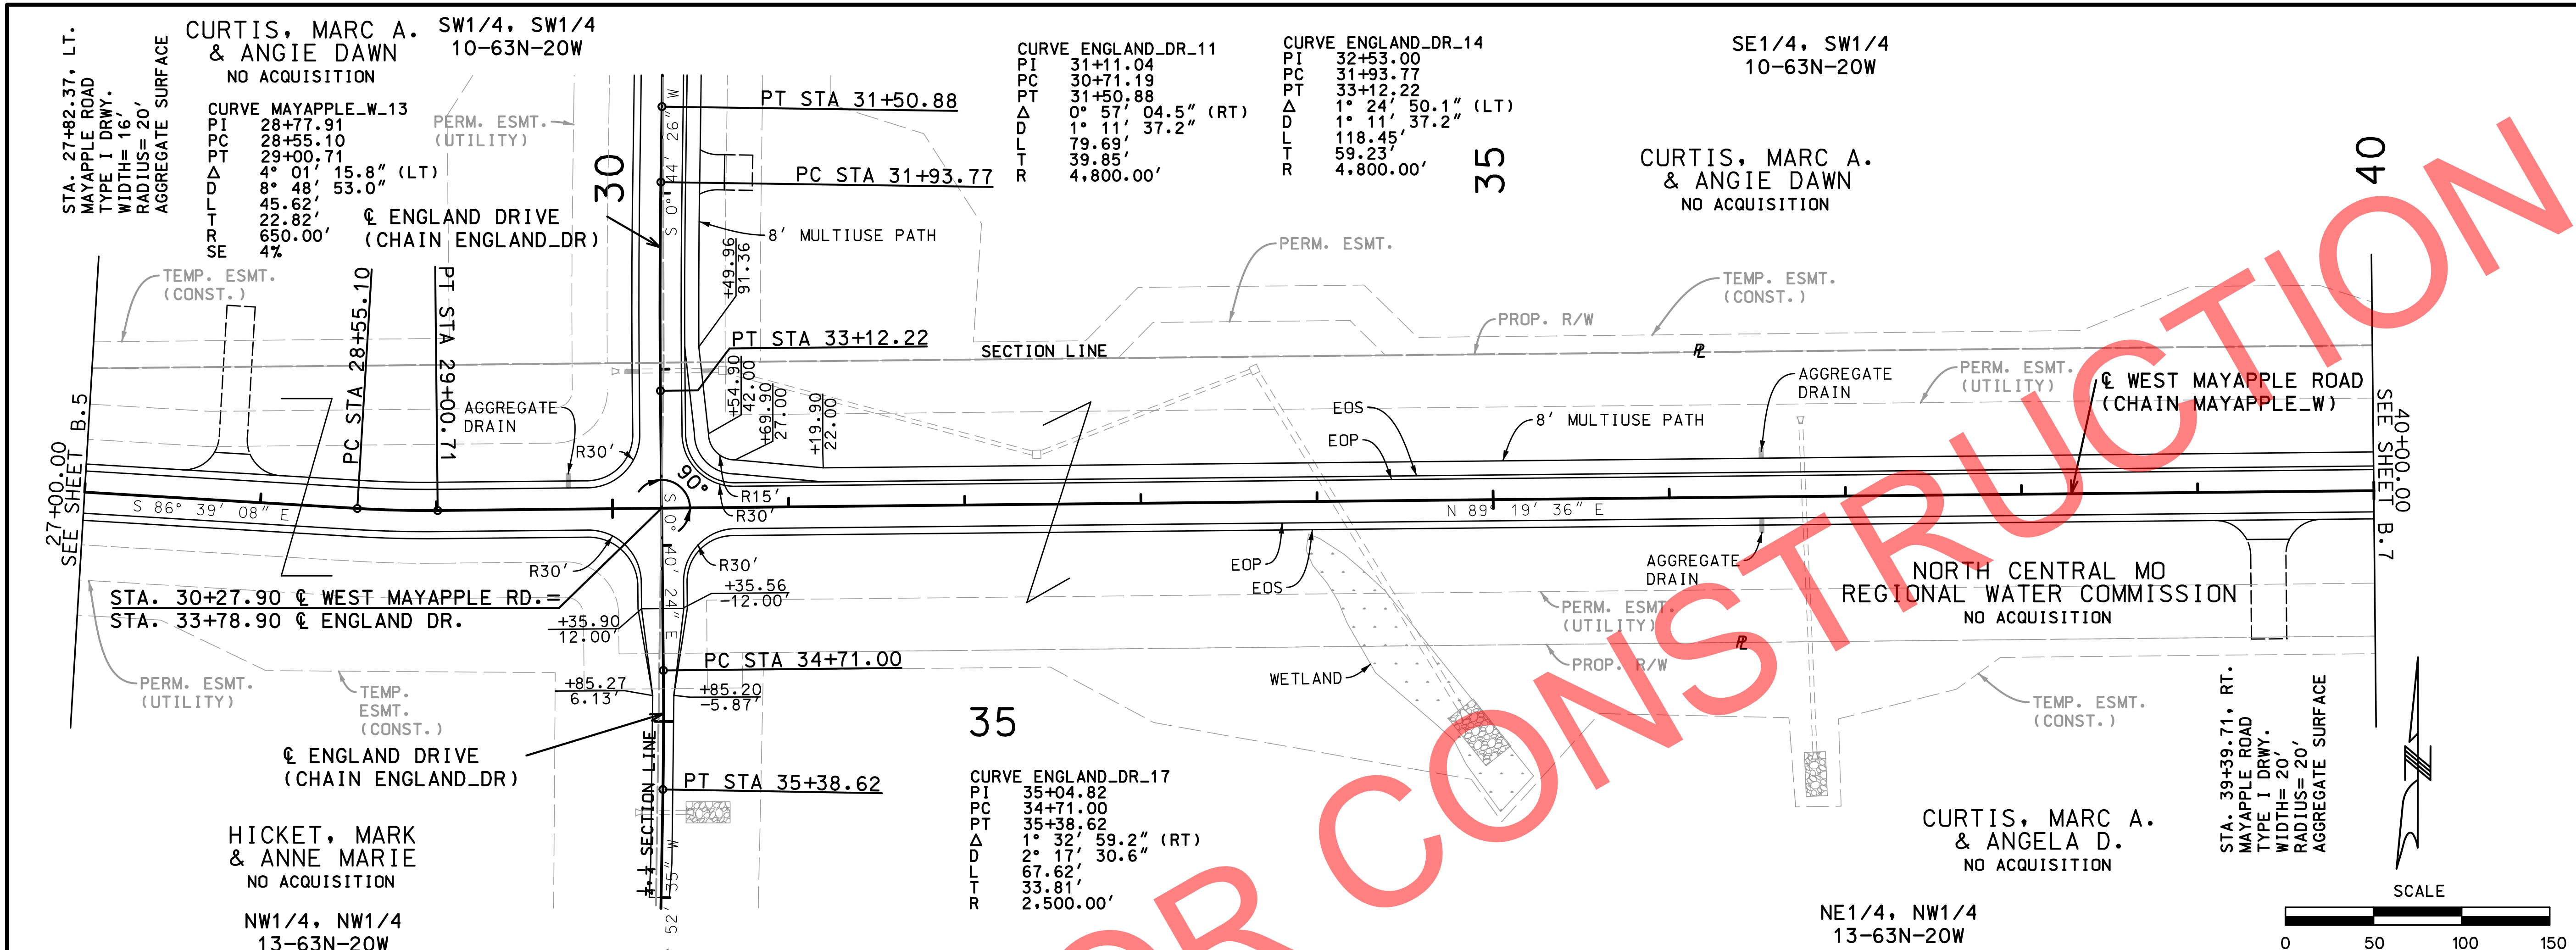 STA. 27+82.37, LT.
MAYAPPLE ROAD
TYPE I DRWY.
WIDTH= 16'
RADIUS= 20'
AGGREGATE SURFACE
CURTIS, MARC A.
& ANGIE DAWN
NO ACQUISITION
SW1/4, SW1/4
10-63N-20W
CURVE MAYAPPLE_W_13
PI 28+77.91
PC 28+55.10
PT 29+00.71
Δ 4° 01' 15.8" (LT)
D 8° 48' 53.0"
L 45.62'
T 22.82'
R 650.00'
SE 4%
PERM. ESMT.
(UTILITY)
30
℄ ENGLAND DRIVE
(CHAIN ENGLAND_DR)
PT STA 31+50.88
PC STA 31+93.77
8' MULTIUSE PATH
+49.96
91.36
PT STA 33+12.22
CURVE ENGLAND_DR_11
PI 31+11.04
PC 30+71.19
PT 31+50.88
Δ 0° 57' 04.5" (RT)
D 1° 11' 37.2"
L 79.69'
T 39.85'
R 4,800.00'
CURVE ENGLAND_DR_14
PI 32+53.00
PC 31+93.77
PT 33+12.22
Δ 1° 24' 50.1" (LT)
D 1° 11' 37.2"
L 118.45'
T 59.23'
R 4,800.00'
35
SE1/4, SW1/4
10-63N-20W
CURTIS, MARC A.
& ANGIE DAWN
NO ACQUISITION
40
TEMP. ESMT.
(CONST.)
PC STA 28+55.10
PT STA 29+00.71
S 0° 44' 26" W
PERM. ESMT.
TEMP. ESMT.
(CONST.)
PROP. R/W
SECTION LINE
℄ WEST MAYAPPLE ROAD
(CHAIN MAYAPPLE_W)
PERM. ESMT.
(UTILITY)
AGGREGATE
DRAIN
AGGREGATE
DRAIN
+54.90
42.00
+69.90
27.00
+19.90
22.00
EOS
EOP
8' MULTIUSE PATH
R30'
90°
R15'
R30'
27+00.00
SEE SHEET B.5
40+00.00
SEE SHEET B.7
S 86° 39' 08" E
N 89° 19' 36" E
S 0° 40' 24" E
R30'
R30'
STA. 30+27.90 ℄ WEST MAYAPPLE RD.=
STA. 33+78.90 ℄ ENGLAND DR.
+35.56
-12.00'
+35.90
12.00'
EOP
EOS
AGGREGATE
DRAIN
PERM. ESMT.
(UTILITY)
NORTH CENTRAL MO
REGIONAL WATER COMMISSION
NO ACQUISITION
PROP. R/W
WETLAND
PC STA 34+71.00
+85.27
6.13'
+85.20
-5.87'
PERM. ESMT.
(UTILITY)
TEMP.
ESMT.
(CONST.)
TEMP. ESMT.
(CONST.)
℄ ENGLAND DRIVE
(CHAIN ENGLAND_DR)
SECTION LINE
35
PT STA 35+38.62
CURVE ENGLAND_DR_17
PI 35+04.82
PC 34+71.00
PT 35+38.62
Δ 1° 32' 59.2" (RT)
D 2° 17' 30.6"
L 67.62'
T 33.81'
R 2,500.00'
52' 35" W
HICKET, MARK
& ANNE MARIE
NO ACQUISITION
NW1/4, NW1/4
13-63N-20W
CURTIS, MARC A.
& ANGELA D.
NO ACQUISITION
NE1/4, NW1/4
13-63N-20W
STA. 39+39.71, RT.
MAYAPPLE ROAD
TYPE I DRWY.
WIDTH= 20'
RADIUS= 20'
AGGREGATE SURFACE
SCALE
0 50 100 150
OR CONSTRUCTION